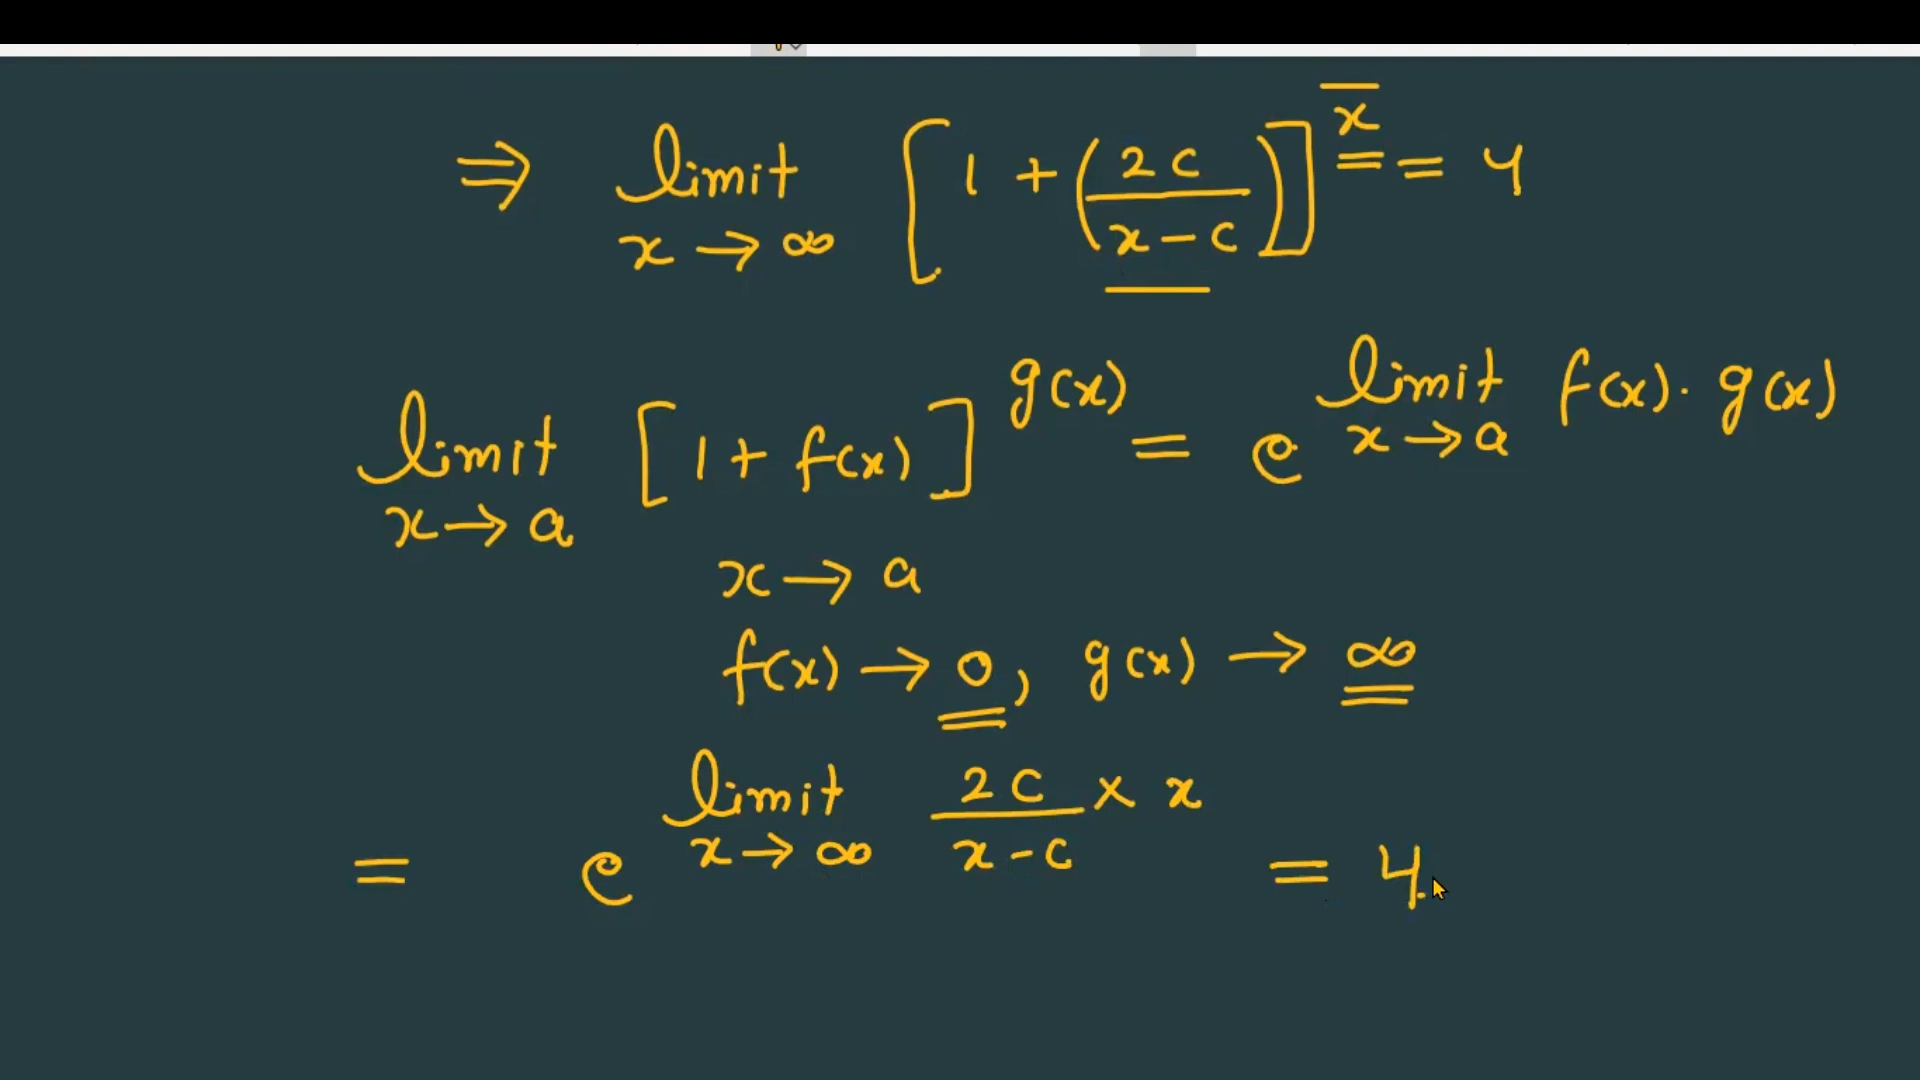 ⇒ limit x → ∞ [1 + (2c / x - c)]^x = 4
limit x → a [1 + f(x)]^g(x) = e^limit x → a f(x) · g(x)
x → a
f(x) → 0, g(x) → ∞
= e^limit x → ∞ 2c / x - c × x = 4.